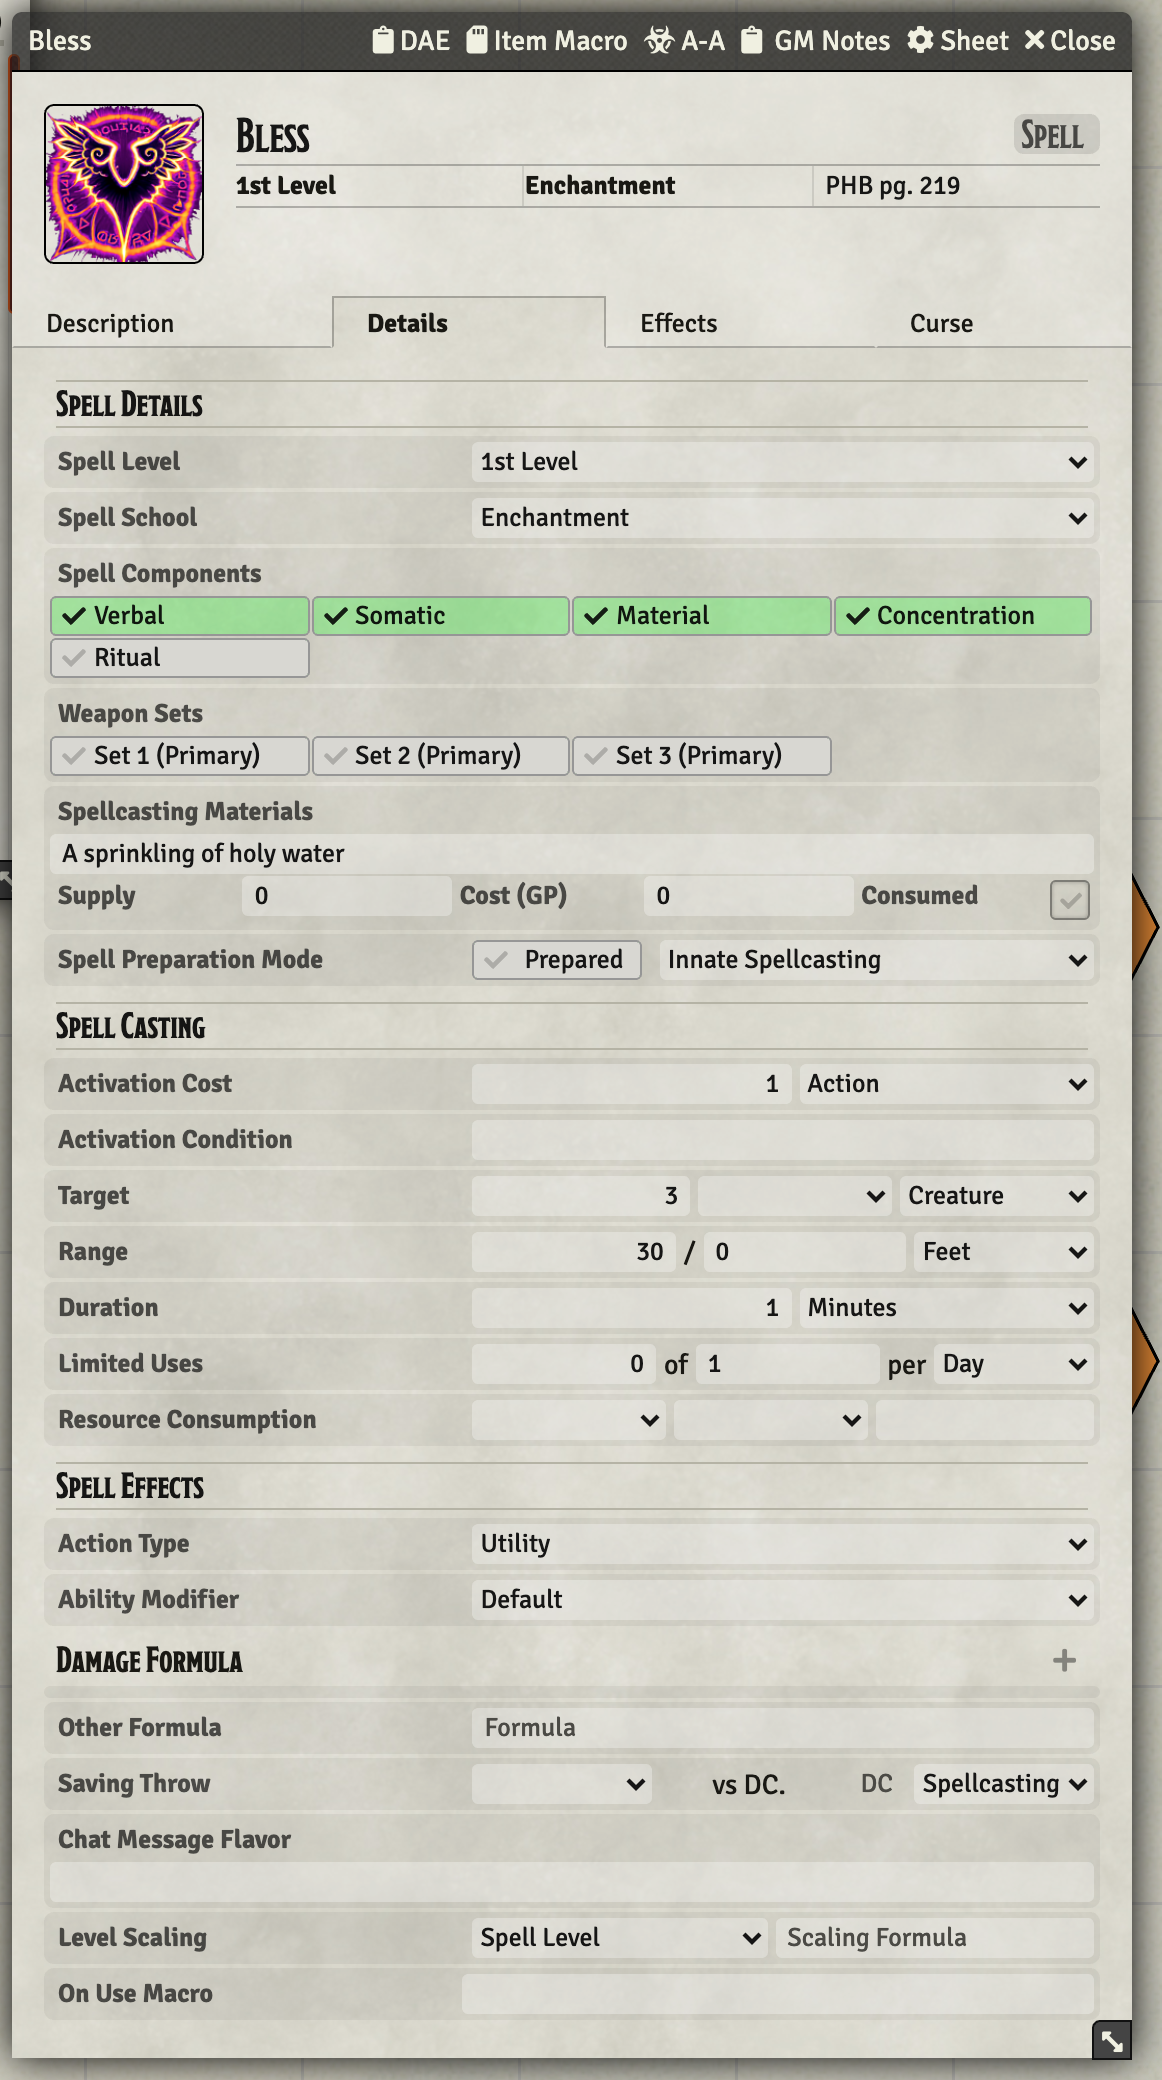 Bless DAE Item Macro A-A GM Notes Sheet Close
Bless Spell
1st Level Enchantment PHB pg. 219
Description Details Effects Curse
Spell Details
Spell Level 1st Level
Spell School Enchantment
Spell Components
Verbal Somatic Material Concentration
Ritual
Weapon Sets
Set 1 (Primary) Set 2 (Primary) Set 3 (Primary)
Spellcasting Materials
A sprinkling of holy water
Supply 0 Cost (GP) 0 Consumed
Spell Preparation Mode Prepared Innate Spellcasting
Spell Casting
Activation Cost 1 Action
Activation Condition
Target 3 Creature
Range 30 / 0 Feet
Duration 1 Minutes
Limited Uses 0 of 1 per Day
Resource Consumption
Spell Effects
Action Type Utility
Ability Modifier Default
Damage Formula
Other Formula Formula
Saving Throw vs DC. DC Spellcasting
Chat Message Flavor
Level Scaling Spell Level Scaling Formula
On Use Macro